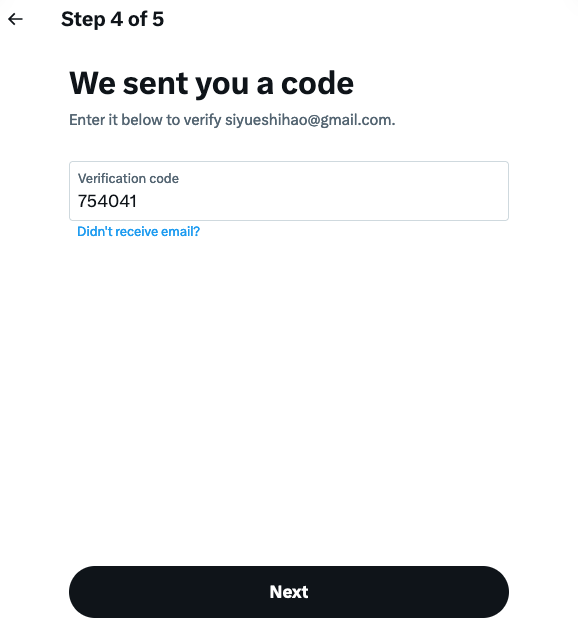 Step 4 of 5
We sent you a code
Enter it below to verify siyueshihao@gmail.com.
Verification code
754041
Didn't receive email?
Next